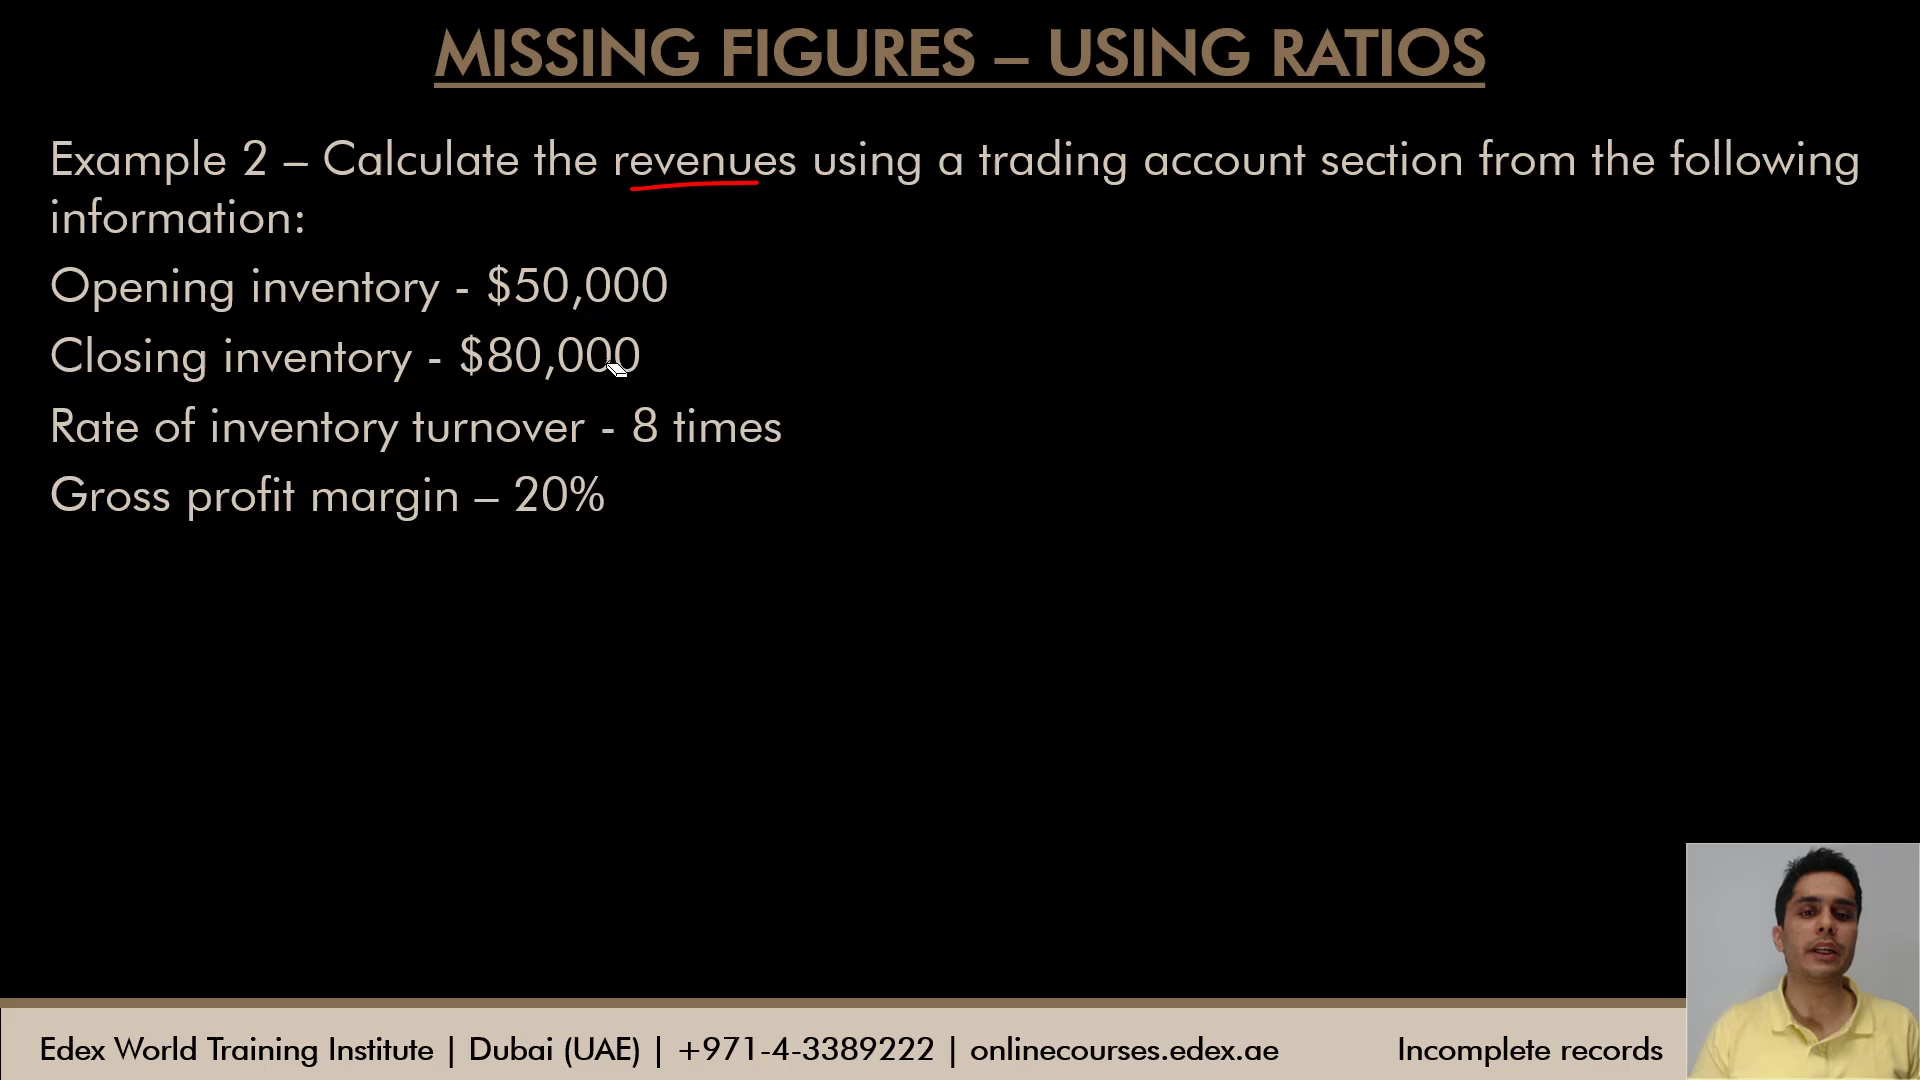 MISSING FIGURES – USING RATIOS
Example 2 – Calculate the revenues using a trading account section from the following
information:
Opening inventory - $50,000
Closing inventory - $80,000
Rate of inventory turnover - 8 times
Gross profit margin – 20%
Edex World Training Institute | Dubai (UAE) | +971-4-3389222 | onlinecourses.edex.ae Incomplete records